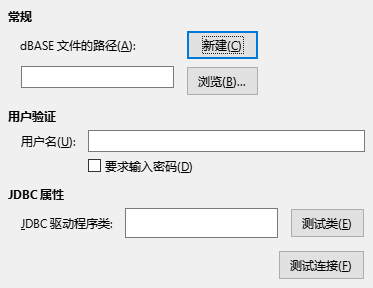 常规
dBASE 文件的路径(A):
新建(C)
浏览(B)...
用户验证
用户名(U):
要求输入密码(D)
JDBC 属性
JDBC 驱动程序类:
测试类(E)
测试连接(F)